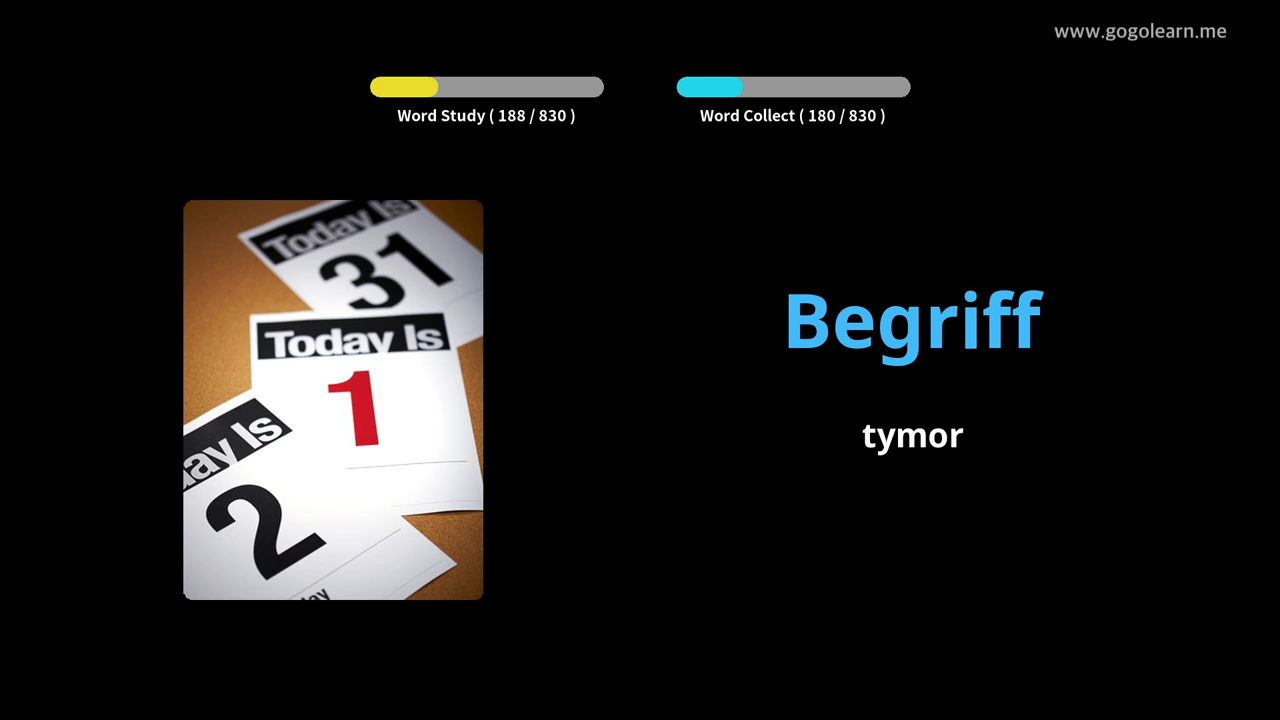 www.gogolearn.me
Word Study ( 188 / 830 )
Word Collect ( 180 / 830 )
Today Is
31
Today Is
1
ay Is
2
ay
Begriff
tymor